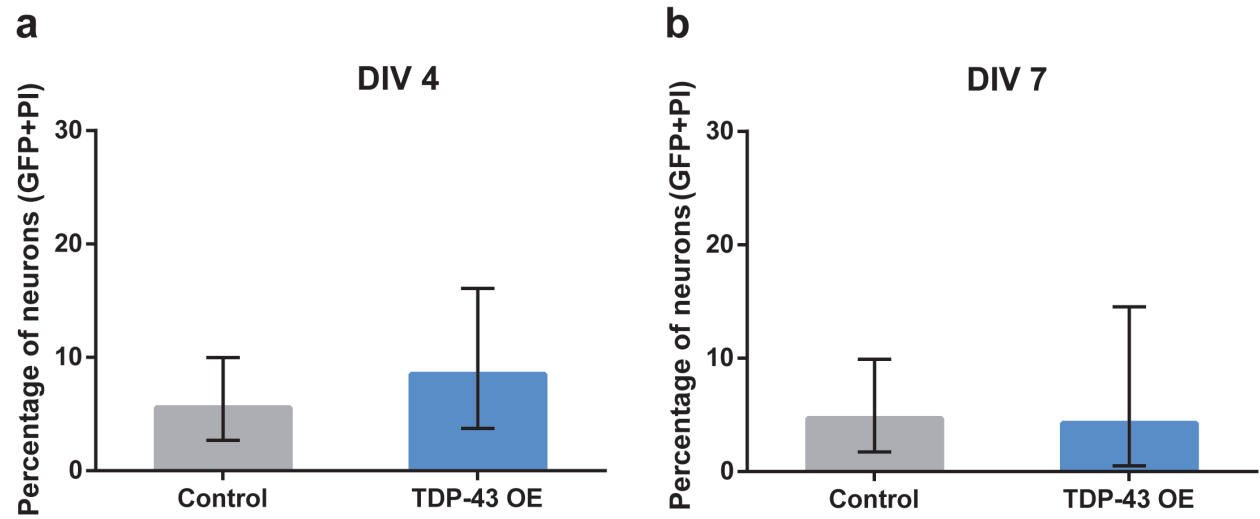 a
DIV 4
Percentage of neurons (GFP+PI)
30
20
10
0
Control TDP-43 OE
b
DIV 7
Percentage of neurons (GFP+PI)
30
20
10
0
Control TDP-43 OE